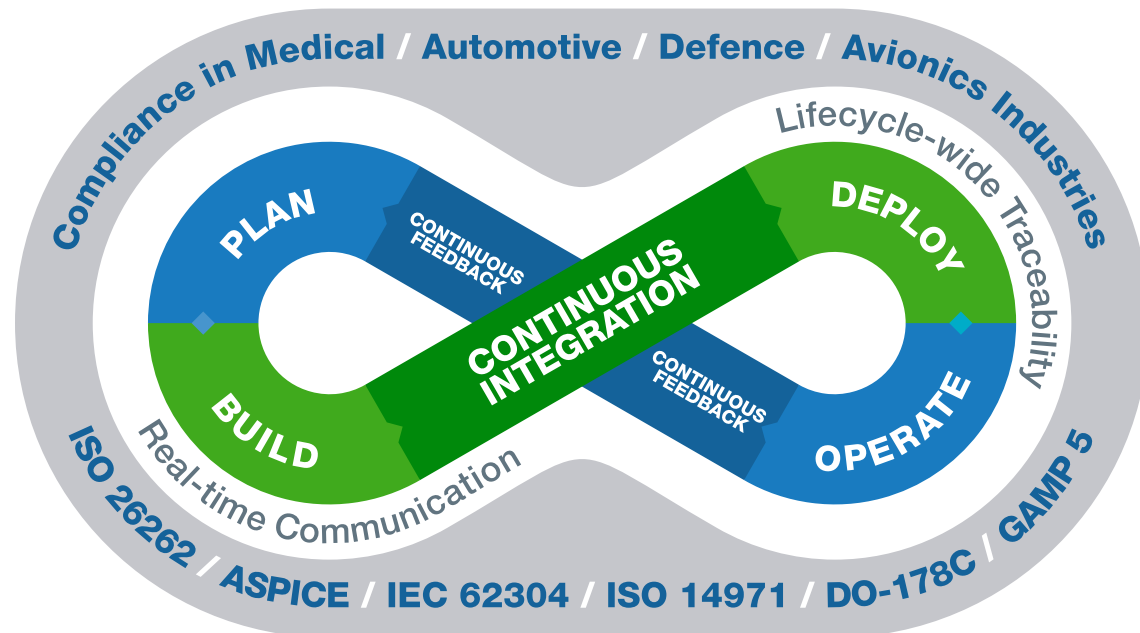 Compliance in Medical / Automotive / Defence / Avionics Industries
Lifecycle-wide Traceability
PLAN
CONTINUOUS
FEEDBACK
DEPLOY
CONTINUOUS
INTEGRATION
BUILD
CONTINUOUS
FEEDBACK
OPERATE
Real-time Communication
ISO 26262 / ASPICE / IEC 62304 / ISO 14971 / DO-178C / GAMP 5